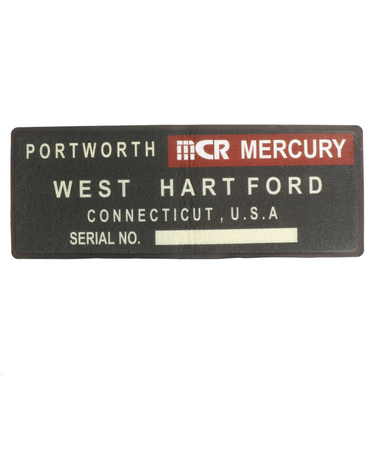 PORTWORTH mCR MERCURY
WEST HARTFORD
CONNECTICUT, U.S.A
SERIAL NO.